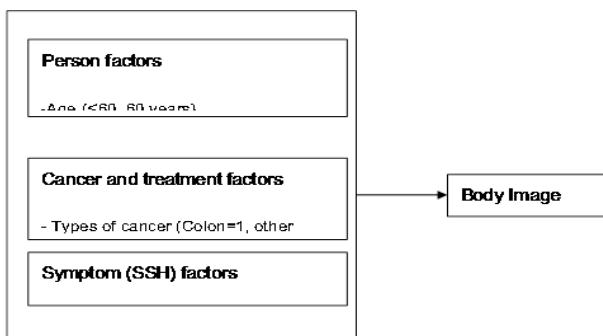 Person factors
-Age (≤60, 60 years)
Cancer and treatment factors
- Types of cancer (Colon=1, other
Symptom (SSH) factors
Body Image